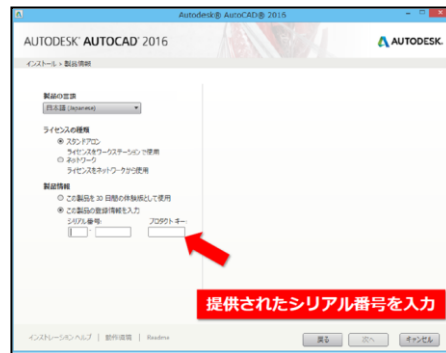 Autodesk® AutoCAD® 2016
AUTODESK® AUTOCAD® 2016
AUTODESK.
インストール > 製品情報
製品の言語
日本語 (Japanese)
ライセンスの種類
スタンドアロン
ライセンスをワークステーションで使用
ネットワーク
ライセンスをネットワークから使用
製品情報
この製品を 30 日間の体験版として使用
この製品の登録情報を入力
シリアル番号: プロダクト キー:
-
提供されたシリアル番号を入力
インストレーション ヘルプ | 動作環境 | Readme
戻る 次へ キャンセル